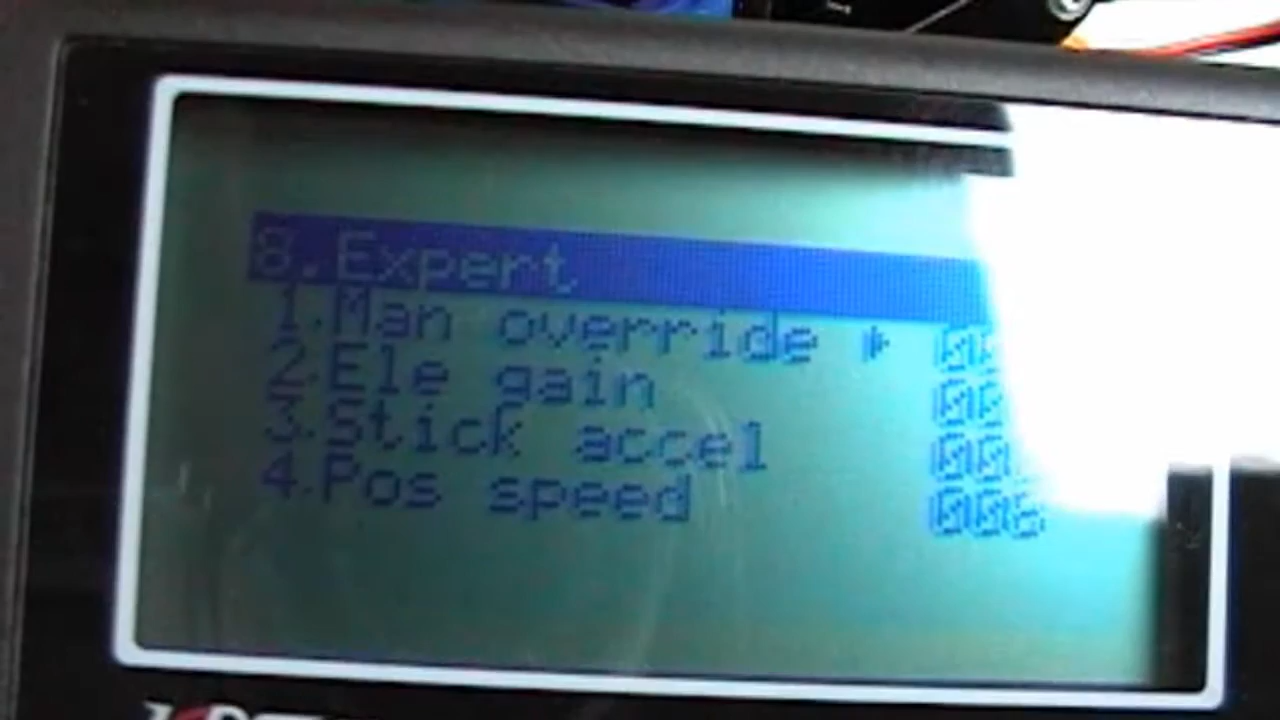 8.Expert
1.Man override
2.Ele gain
3.Stick accel
4.Pos speed